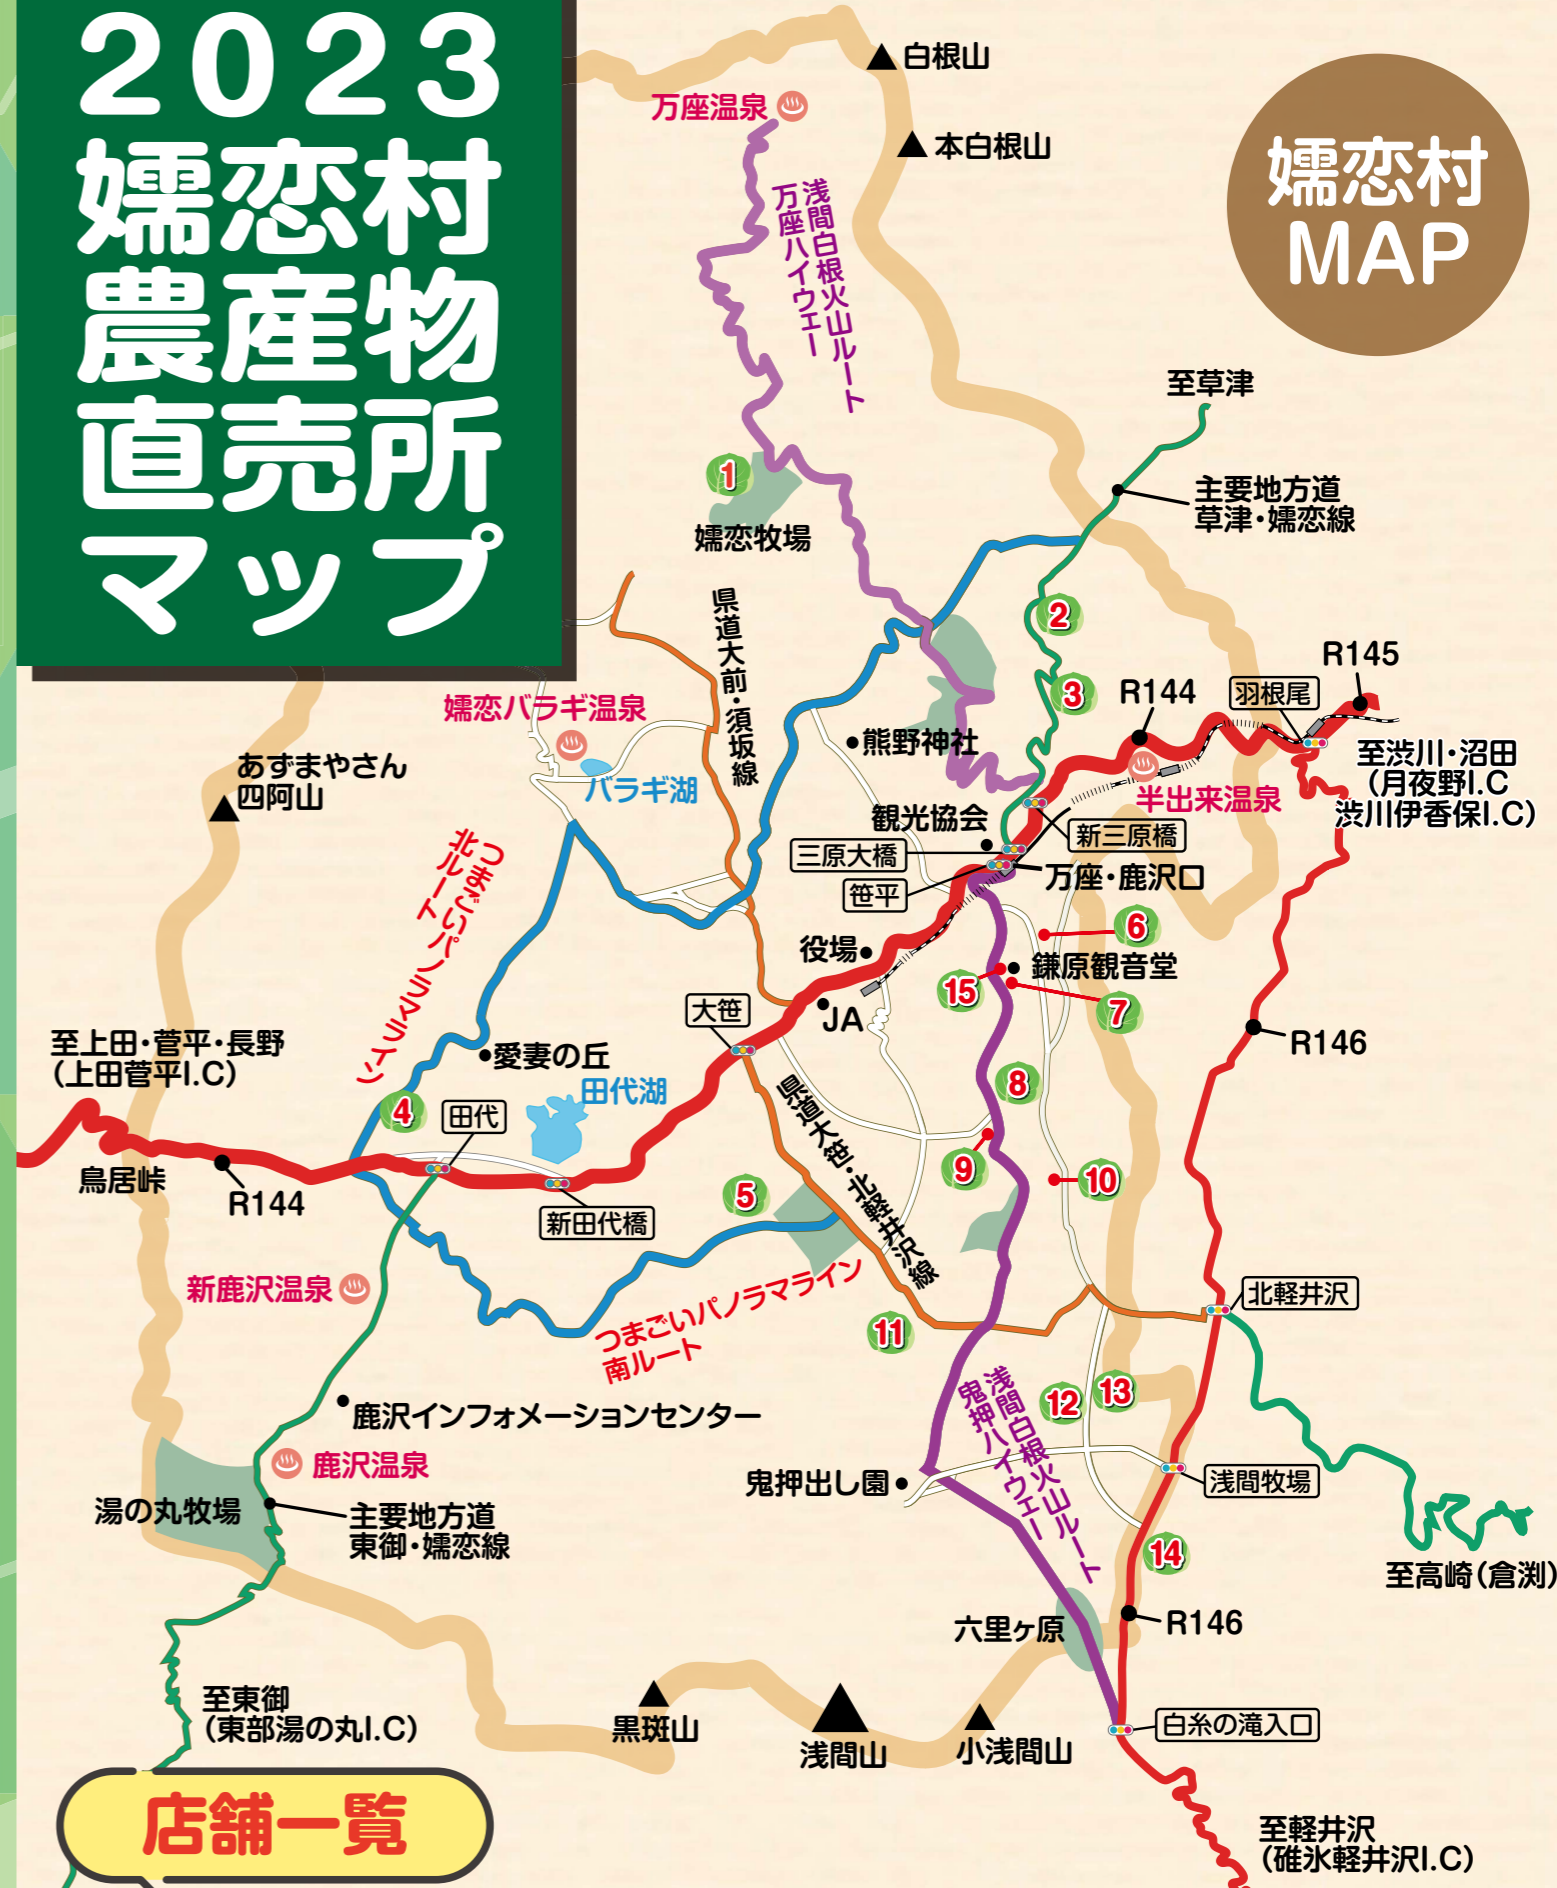 2023
嬬恋村
農産物
直売所
マップ
嬬恋村
MAP
白根山
万座温泉
本白根山
浅間白根火山ルート
万座ハイウェー
至草津
主要地方道
草津・嬬恋線
1
嬬恋牧場
県道大前・須坂線
2
3
R144
羽根尾
R145
嬬恋バラギ温泉
バラギ湖
熊野神社
至渋川・沼田
(月夜野I.C
渋川伊香保I.C)
半出来温泉
あずまやさん
四阿山
観光協会
新三原橋
三原大橋
笹平
万座・鹿沢口
つまごいパノラマライン
北ルート
6
役場
鎌原観音堂
15
7
大笹
JA
R146
至上田・菅平・長野
(上田菅平I.C)
愛妻の丘
田代湖
8
4
田代
県道大笹・北軽井沢線
鳥居峠
R144
新田代橋
5
9
10
新鹿沢温泉
つまごいパノラマライン
南ルート
北軽井沢
11
鹿沢インフォメーションセンター
12
13
浅間白根火山ルート
鬼押ハイウェー
鹿沢温泉
鬼押出し園
浅間牧場
湯の丸牧場
主要地方道
東御・嬬恋線
14
至高崎(倉渕)
六里ヶ原
R146
至東御
(東部湯の丸I.C)
黒斑山
浅間山
小浅間山
白糸の滝入口
店舗一覧
至軽井沢
(碓氷軽井沢I.C)